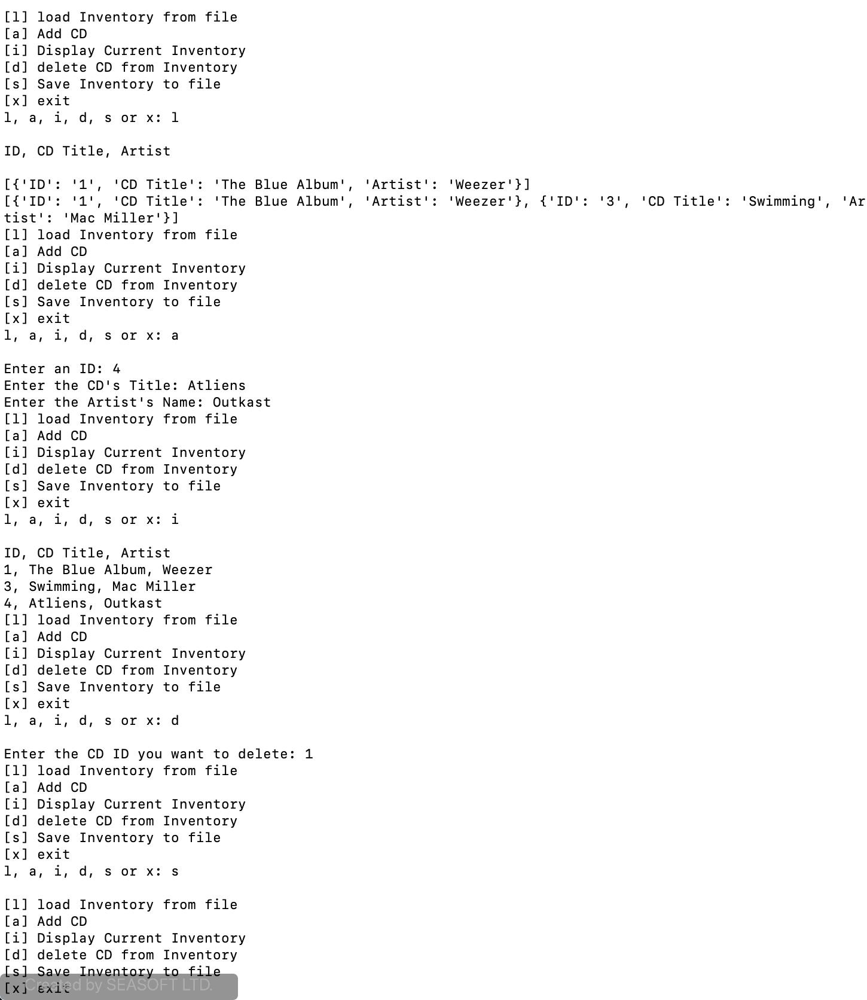 [l] load Inventory from file
[a] Add CD
[i] Display Current Inventory
[d] delete CD from Inventory
[s] Save Inventory to file
[x] exit
l, a, i, d, s or x: l

ID, CD Title, Artist

[{'ID': '1', 'CD Title': 'The Blue Album', 'Artist': 'Weezer'}]
[{'ID': '1', 'CD Title': 'The Blue Album', 'Artist': 'Weezer'}, {'ID': '3', 'CD Title': 'Swimming', 'Ar
tist': 'Mac Miller'}]
[l] load Inventory from file
[a] Add CD
[i] Display Current Inventory
[d] delete CD from Inventory
[s] Save Inventory to file
[x] exit
l, a, i, d, s or x: a

Enter an ID: 4
Enter the CD's Title: Atliens
Enter the Artist's Name: Outkast
[l] load Inventory from file
[a] Add CD
[i] Display Current Inventory
[d] delete CD from Inventory
[s] Save Inventory to file
[x] exit
l, a, i, d, s or x: i

ID, CD Title, Artist
1, The Blue Album, Weezer
3, Swimming, Mac Miller
4, Atliens, Outkast
[l] load Inventory from file
[a] Add CD
[i] Display Current Inventory
[d] delete CD from Inventory
[s] Save Inventory to file
[x] exit
l, a, i, d, s or x: d

Enter the CD ID you want to delete: 1
[l] load Inventory from file
[a] Add CD
[i] Display Current Inventory
[d] delete CD from Inventory
[s] Save Inventory to file
[x] exit
l, a, i, d, s or x: s

[l] load Inventory from file
[a] Add CD
[i] Display Current Inventory
[d] delete CD from Inventory
[s] Save Inventory to file
[x] exit
Created by SEASOFT LTD.